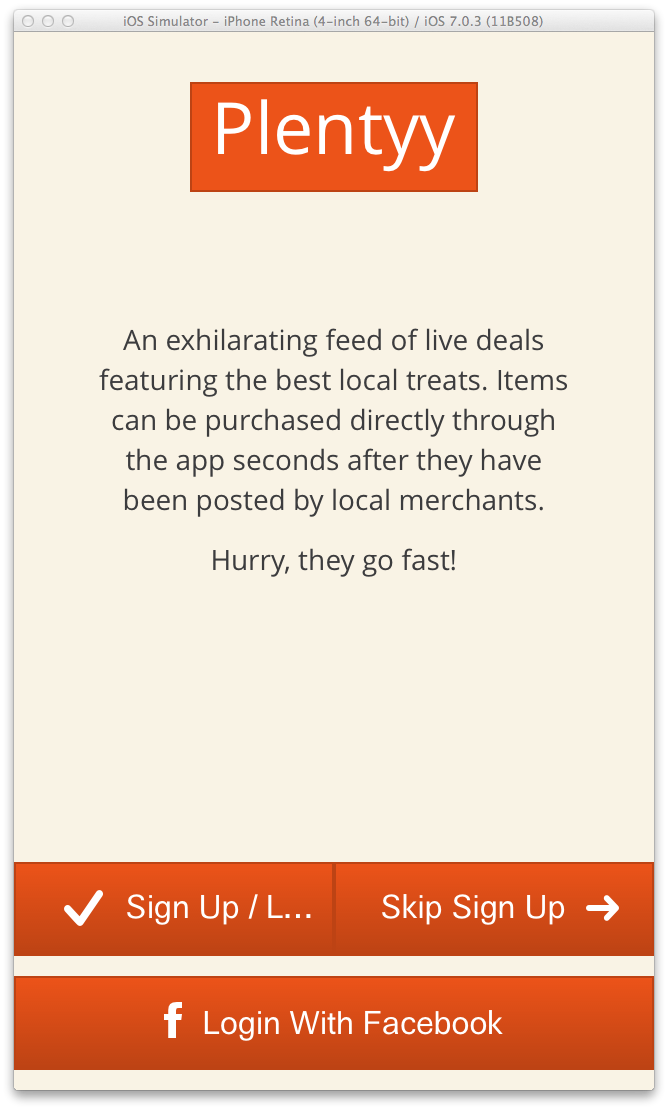 iOS Simulator – iPhone Retina (4-inch 64-bit) / iOS 7.0.3 (11B508)
Plentyy
An exhilarating feed of live deals
featuring the best local treats. Items
can be purchased directly through
the app seconds after they have
been posted by local merchants.
Hurry, they go fast!
Sign Up / L...
Skip Sign Up
Login With Facebook